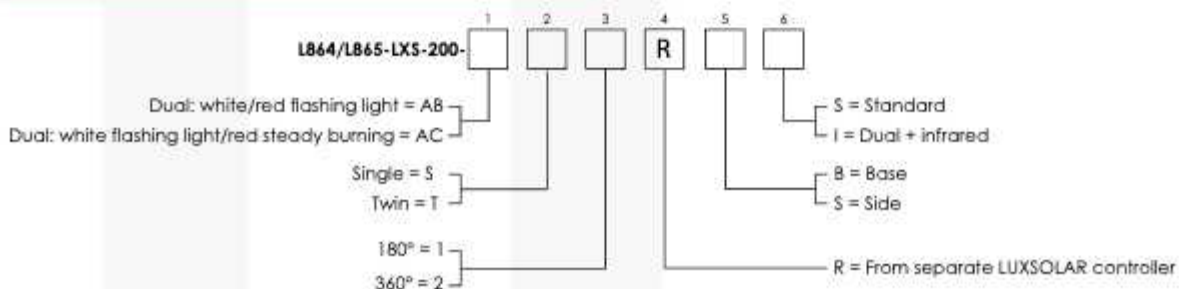 1 2 3 4 5 6
L864/L865-LXS-200- R
Dual: white/red flashing light = AB
Dual: white flashing light/red steady burning = AC
Single = S
Twin = T
180° = 1
360° = 2
S = Standard
I = Dual + infrared
B = Base
S = Side
R = From separate LUXSOLAR controller